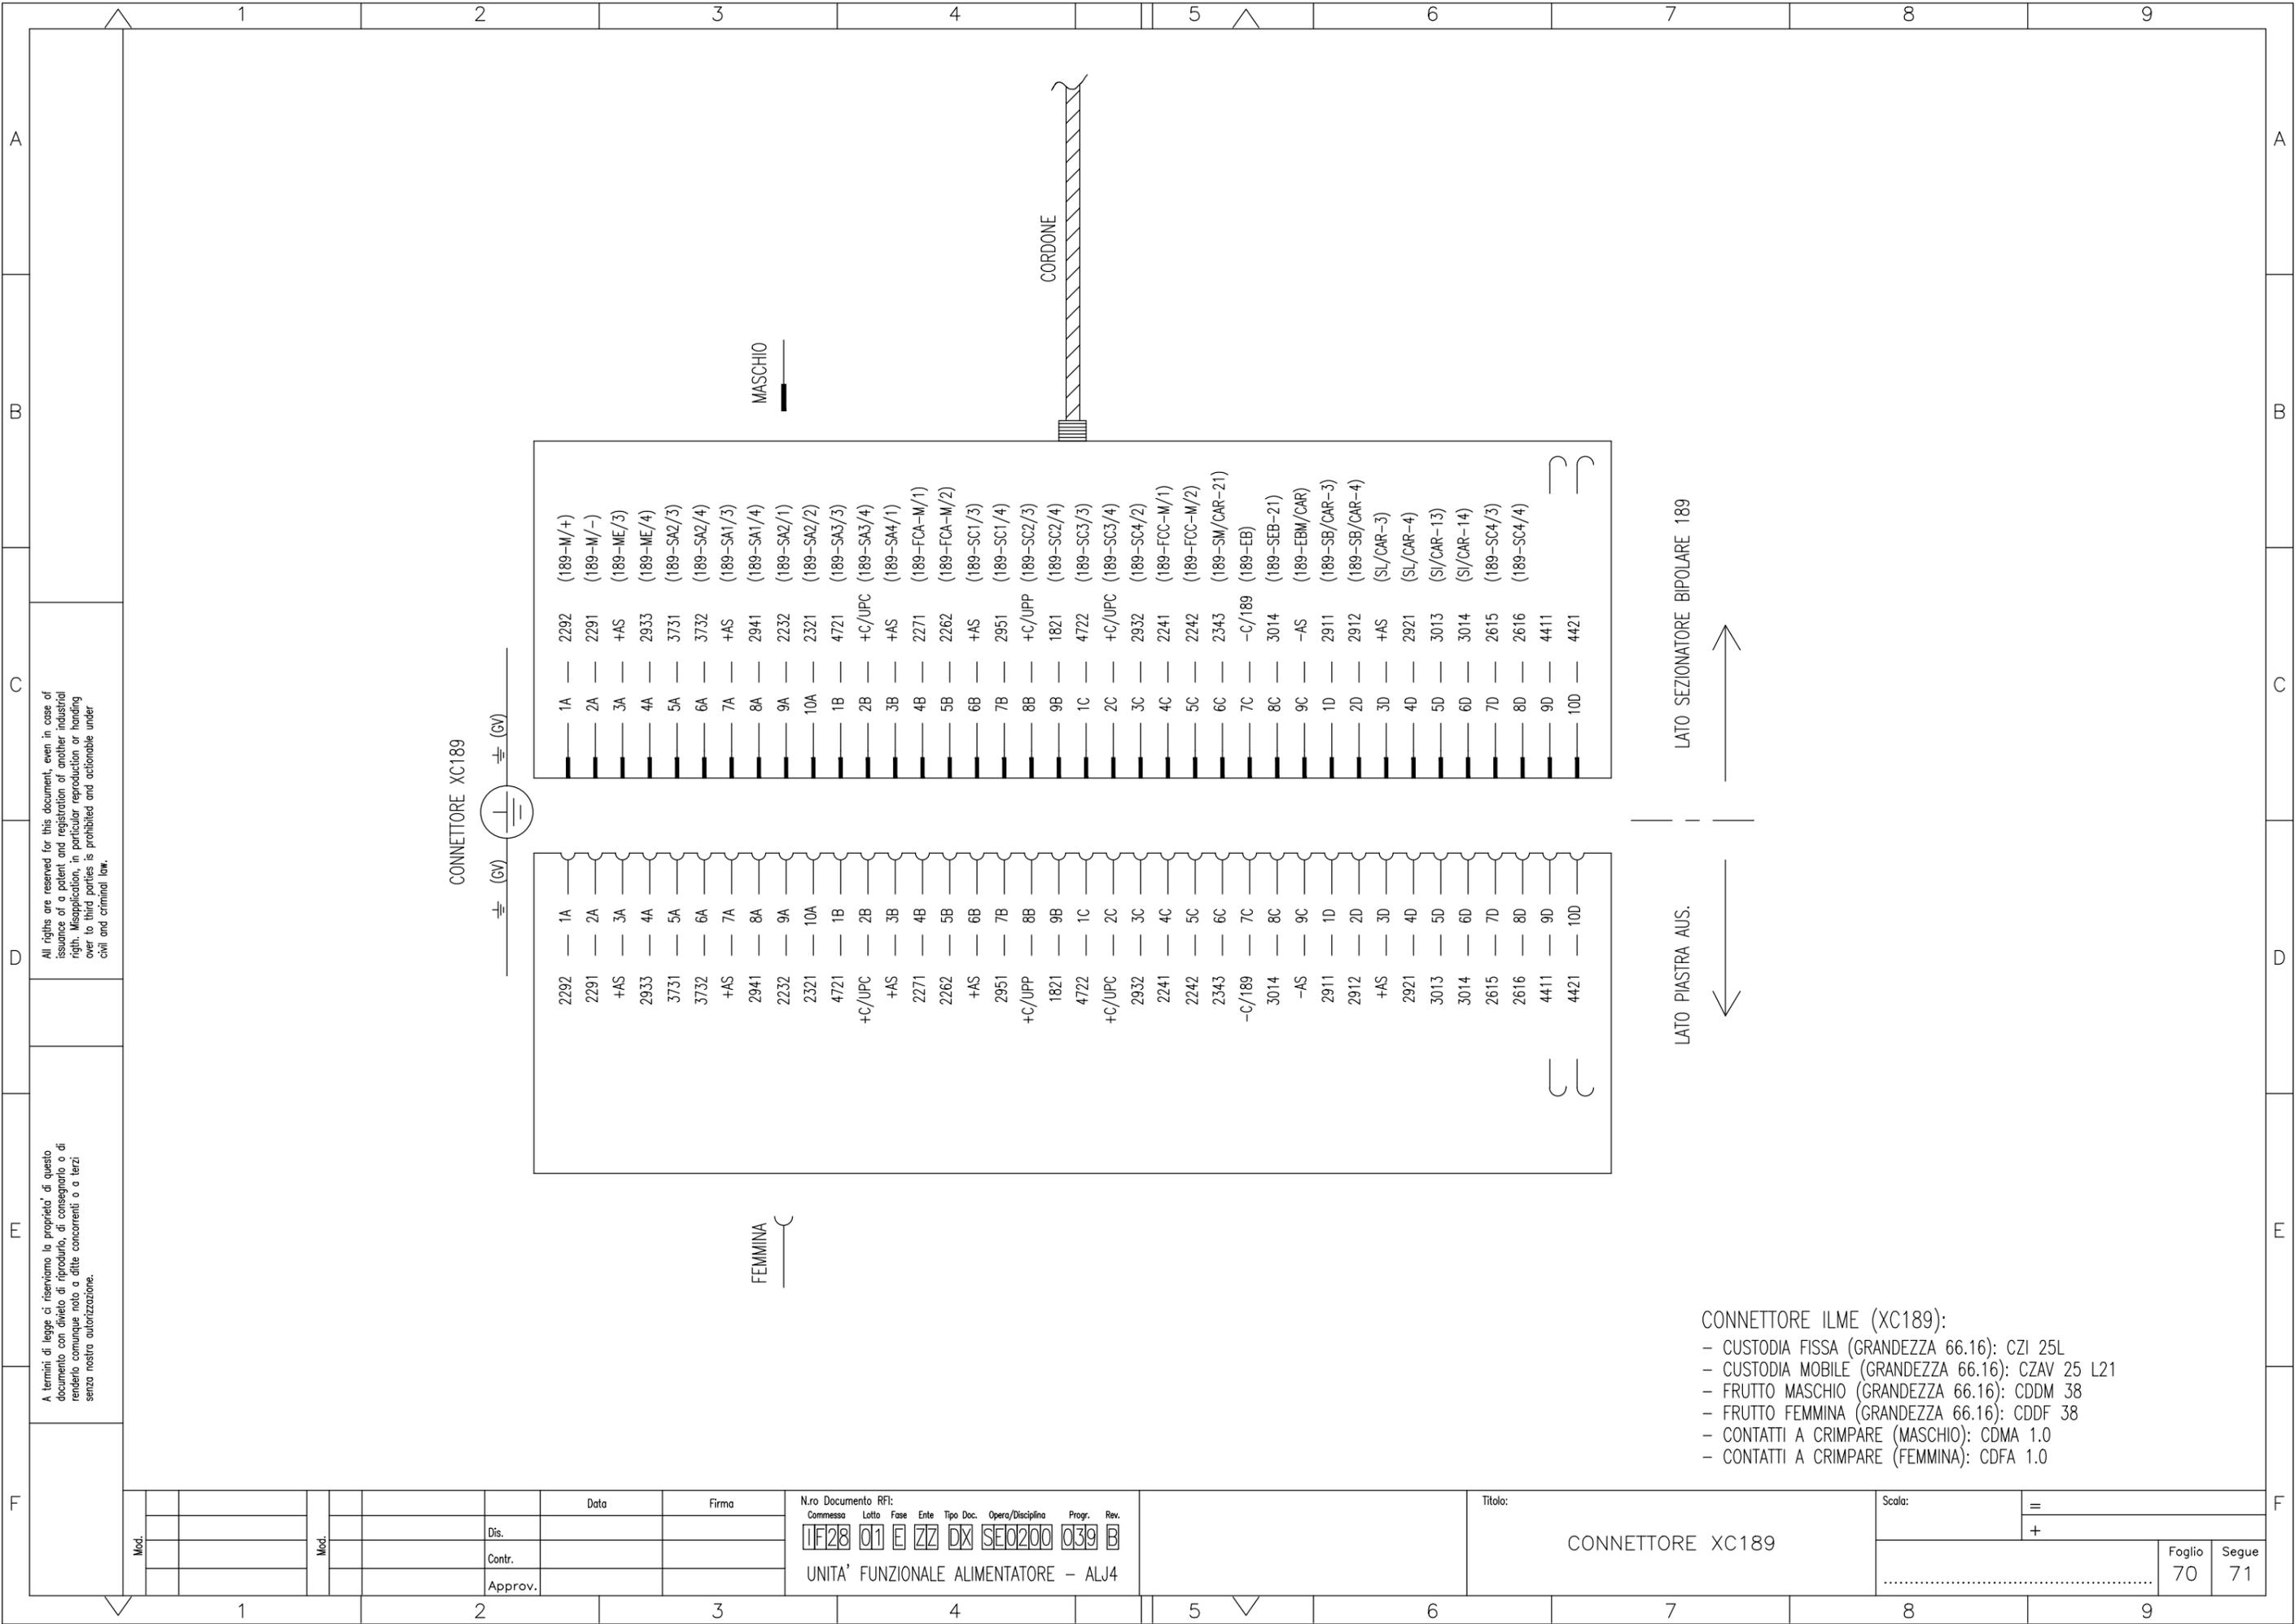 1 2 3 4 5 6 7 8 9
A A
B B
C C
D D
E E
F F
CORDONE
MASCHIO
CONNETTORE XC189
(GV)
(GV)
1A 2292 (189-M/+)
2A 2291 (189-M/-)
3A +AS (189-ME/3)
4A 2933 (189-ME/4)
5A 3731 (189-SA2/3)
6A 3732 (189-SA2/4)
7A +AS (189-SA1/3)
8A 2941 (189-SA1/4)
9A 2232 (189-SA2/1)
10A 2321 (189-SA2/2)
1B 4721 (189-SA3/3)
2B +C/UPC (189-SA3/4)
3B +AS (189-SA4/1)
4B 2271 (189-FCA-M/1)
5B 2262 (189-FCA-M/2)
6B +AS (189-SC1/3)
7B 2951 (189-SC1/4)
8B +C/UPP (189-SC2/3)
9B 1821 (189-SC2/4)
1C 4722 (189-SC3/3)
2C +C/UPC (189-SC3/4)
3C 2932 (189-SC4/2)
4C 2241 (189-FCC-M/1)
5C 2242 (189-FCC-M/2)
6C 2343 (189-SM/CAR-21)
7C -C/189 (189-EB)
8C 3014 (189-SEB-21)
9C -AS (189-EBM/CAR)
1D 2911 (189-SB/CAR-3)
2D 2912 (189-SB/CAR-4)
3D +AS (SL/CAR-3)
4D 2921 (SL/CAR-4)
5D 3013 (SI/CAR-13)
6D 3014 (SI/CAR-14)
7D 2615 (189-SC4/3)
8D 2616 (189-SC4/4)
9D 4411
10D 4421
LATO SEZIONATORE BIPOLARE 189
2292 1A
2291 2A
+AS 3A
2933 4A
3731 5A
3732 6A
+AS 7A
2941 8A
2232 9A
2321 10A
4721 1B
+C/UPC 2B
+AS 3B
2271 4B
2262 5B
+AS 6B
2951 7B
+C/UPP 8B
1821 9B
4722 1C
+C/UPC 2C
2932 3C
2241 4C
2242 5C
2343 6C
-C/189 7C
3014 8C
-AS 9C
2911 1D
2912 2D
+AS 3D
2921 4D
3013 5D
3014 6D
2615 7D
2616 8D
4411 9D
4421 10D
LATO PIASTRA AUS.
FEMMINA
CONNETTORE ILME (XC189):
- CUSTODIA FISSA (GRANDEZZA 66.16): CZI 25L
- CUSTODIA MOBILE (GRANDEZZA 66.16): CZAV 25 L21
- FRUTTO MASCHIO (GRANDEZZA 66.16): CDDM 38
- FRUTTO FEMMINA (GRANDEZZA 66.16): CDDF 38
- CONTATTI A CRIMPARE (MASCHIO): CDMA 1.0
- CONTATTI A CRIMPARE (FEMMINA): CDFA 1.0
All rigths are reserved for this document, even in case of
issuance of a patent and registration of another industrial
rigth. Misapplication, in particular reproduction or handing
over to third parties is prohibited and actionable under
civil and criminal law.
A termini di legge ci riserviamo la proprieta' di questo
documento con divieto di riprodurlo, di consegnarlo o di
renderlo comunque noto a ditte concorrenti o a terzi
senza nostra autorizzazione.
Mod.
Mod.
Data Firma
Dis.
Contr.
Approv.
N.ro Documento RFI:
Commessa Lotto Fase Ente Tipo Doc. Opera/Disciplina Progr. Rev.
IF28 01 E ZZ DX SE0200 039 B
UNITA' FUNZIONALE ALIMENTATORE - ALJ4
Titolo:
CONNETTORE XC189
Scala:
=
+
Foglio Segue
70 71
1 2 3 4 5 6 7 8 9